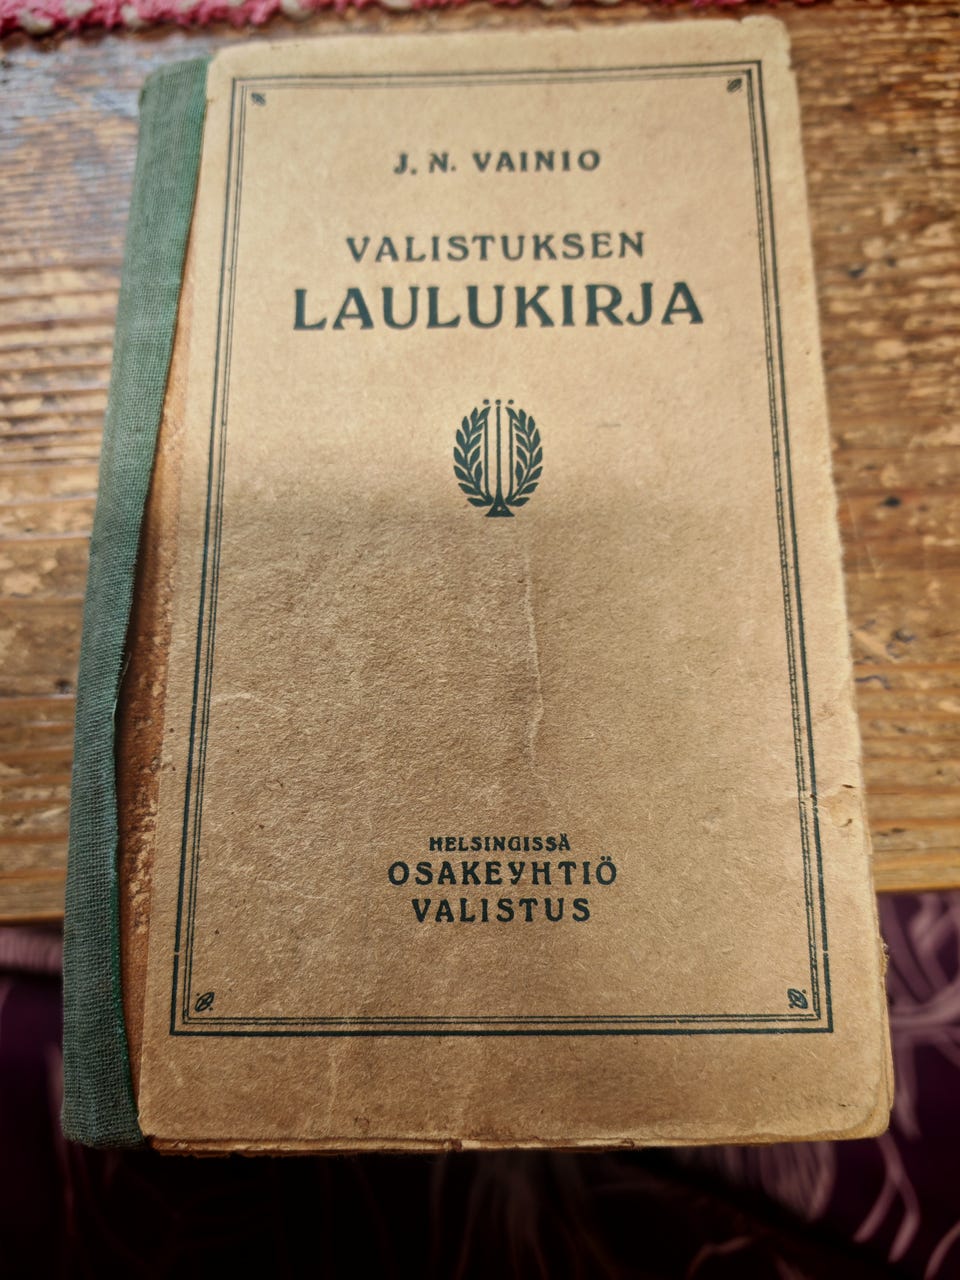 J. N. VAINIO
VALISTUKSEN
LAULUKIRJA
HELSINGISSÄ
OSAKEYHTIÖ
VALISTUS